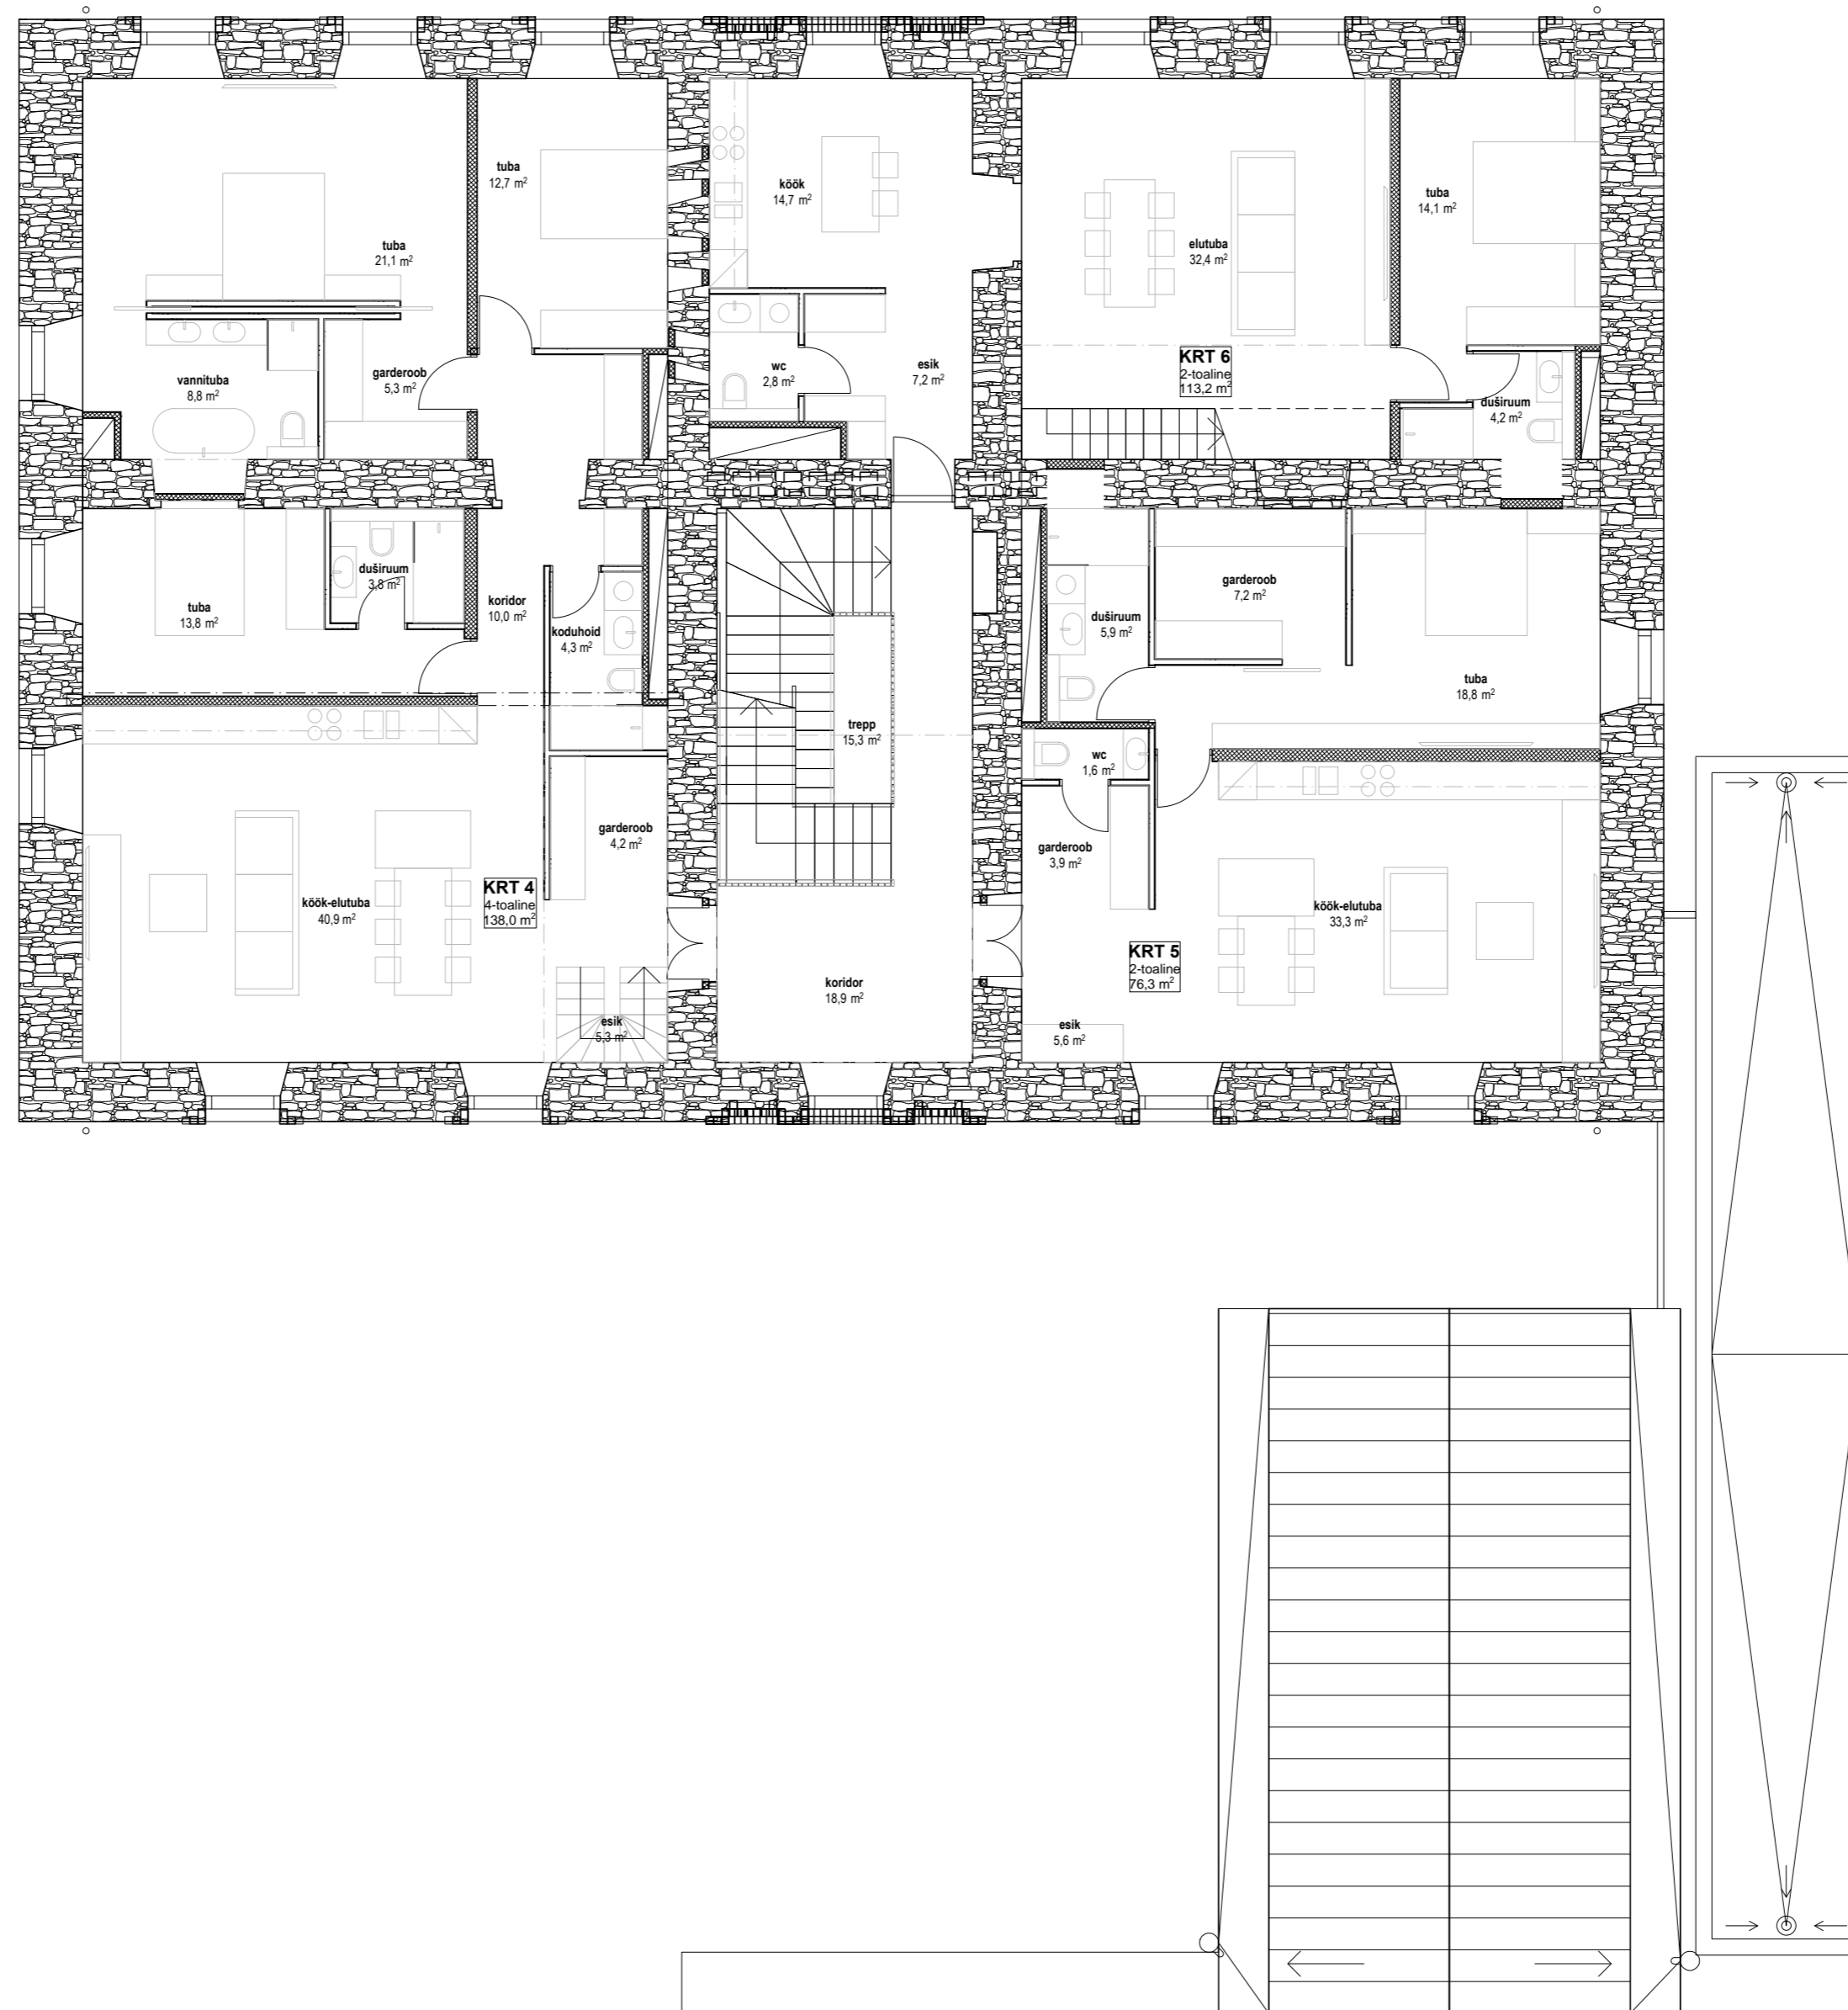 tuba
12,7 m²
köök
14,7 m²
tuba
14,1 m²
tuba
21,1 m²
elutuba
32,4 m²
vannituba
8,8 m²
garderoob
5,3 m²
wc
2,8 m²
esik
7,2 m²
KRT 6
2-toaline
113,2 m²
duširuum
4,2 m²
duširuum
3,8 m²
tuba
13,8 m²
koridor
10,0 m²
koduhoid
4,3 m²
duširuum
5,9 m²
garderoob
7,2 m²
tuba
18,8 m²
trepp
15,3 m²
wc
1,6 m²
garderoob
4,2 m²
garderoob
3,9 m²
köök-elutuba
40,9 m²
KRT 4
4-toaline
138,0 m²
köök-elutuba
33,3 m²
KRT 5
2-toaline
76,3 m²
koridor
18,9 m²
esik
5,3 m²
esik
5,6 m²